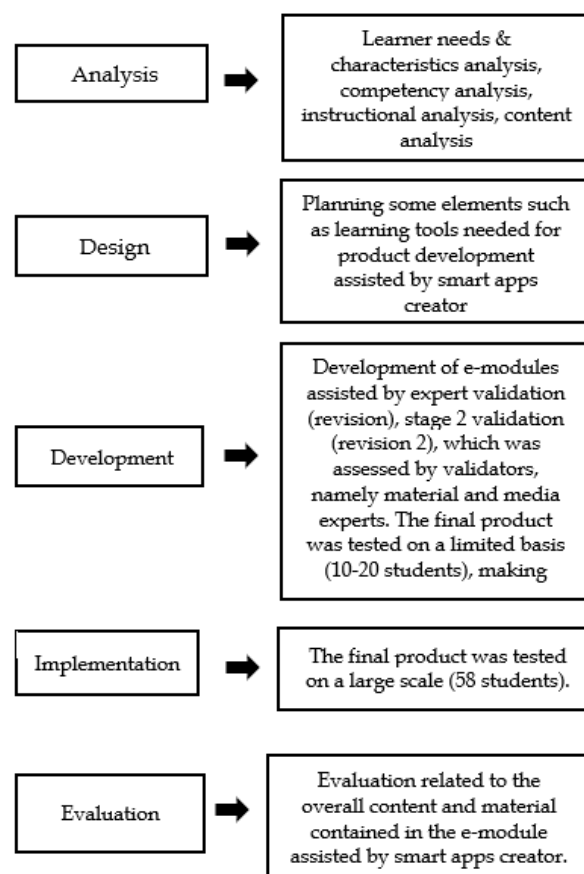 Analysis
Learner needs &
characteristics analysis,
competency analysis,
instructional analysis, content
analysis
Design
Planning some elements such
as learning tools needed for
product development
assisted by smart apps
creator
Development
Development of e-modules
assisted by expert validation
(revision), stage 2 validation
(revision 2), which was
assessed by validators,
namely material and media
experts. The final product
was tested on a limited basis
(10-20 students), making
Implementation
The final product was tested
on a large scale (58 students).
Evaluation
Evaluation related to the
overall content and material
contained in the e-module
assisted by smart apps creator.